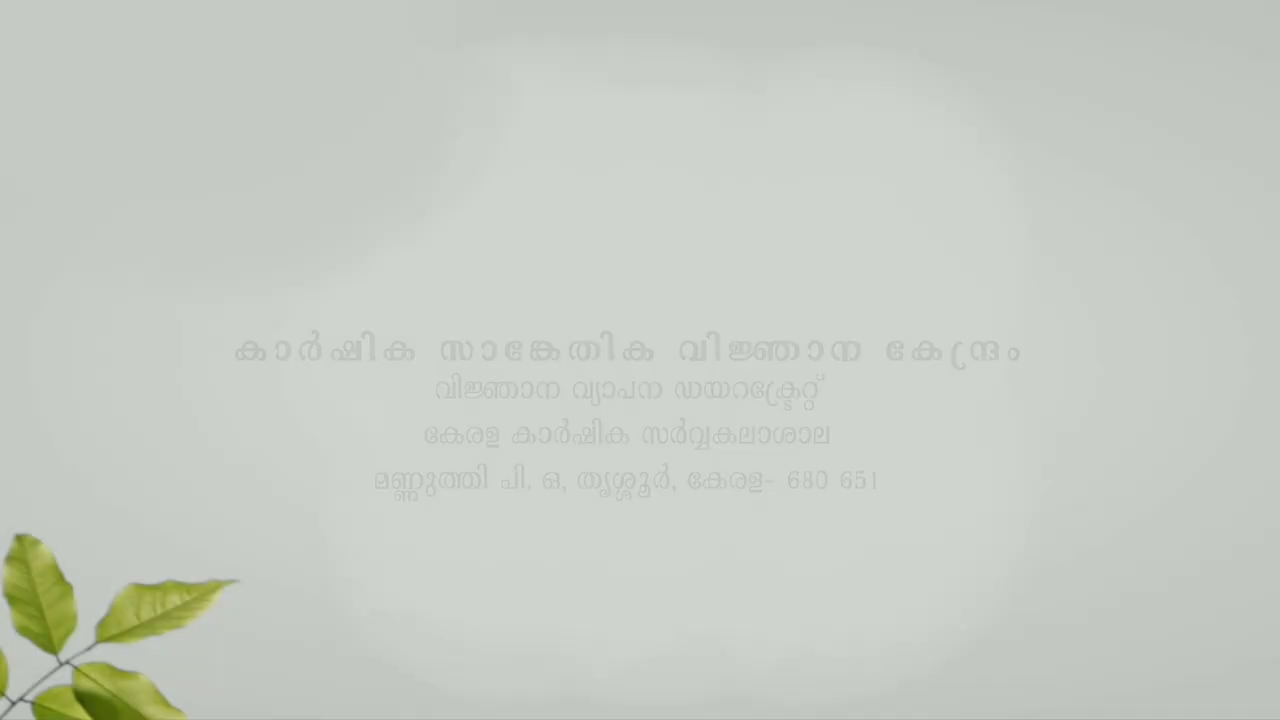 കാർഷിക സാങ്കേതിക വിജ്ഞാന കേന്ദ്രം
വിജ്ഞാന വ്യാപന ഡയറക്ട്രേറ്റ്
കേരള കാർഷിക സർവ്വകലാശാല
മണ്ണുത്തി പി. ഒ, തൃശ്ശൂർ, കേരള- 680 651